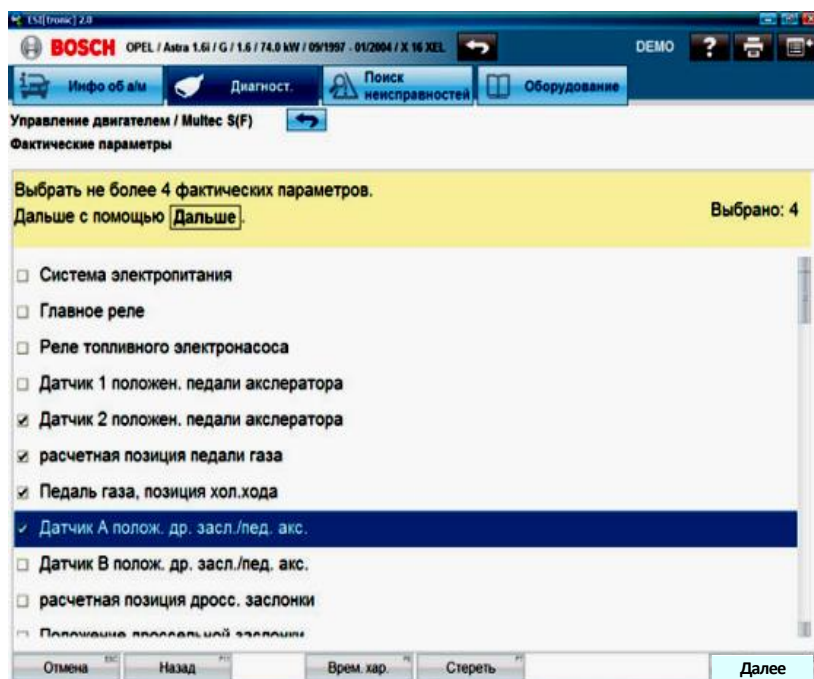 ESI[tronic] 2.0
BOSCH OPEL / Astra 1.6i / G / 1.6 / 74.0 kW / 09/1997 - 01/2004 / X 16 XEL DEMO ?
Инфо об а/м Диагност. Поиск неисправностей Оборудование
Управление двигателем / Multec S(F)
Фактические параметры
Выбрать не более 4 фактических параметров.
Дальше с помощью Дальше.
Выбрано: 4
Система электропитания
Главное реле
Реле топливного электронасоса
Датчик 1 положен. педали акслератора
Датчик 2 положен. педали акслератора
расчетная позиция педали газа
Педаль газа, позиция хол.хода
Датчик A полож. др. засл./пед. акс.
Датчик B полож. др. засл./пед. акс.
расчетная позиция дросс. заслонки
Положение дроссельной заслонки
Отмена ESC Назад Врем. хар. Стереть Далее